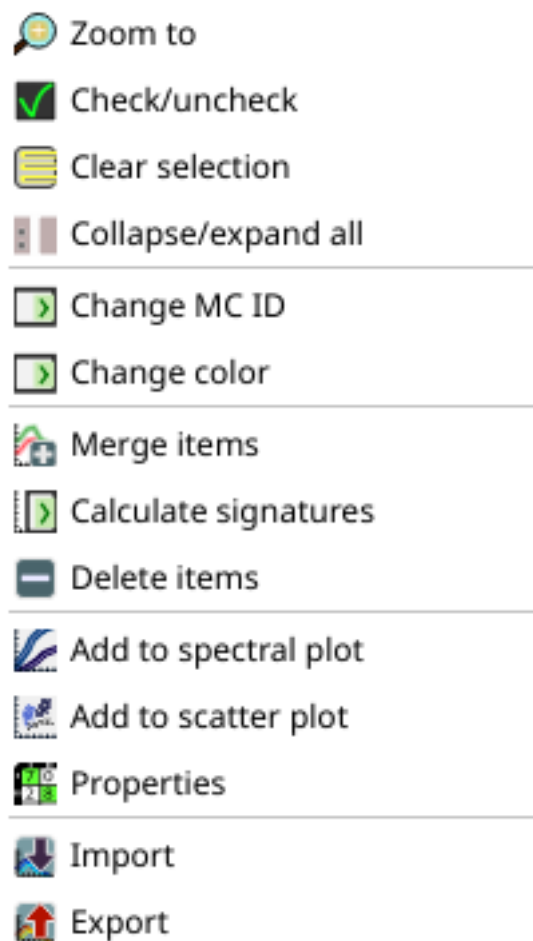 Zoom to
Check/uncheck
Clear selection
Collapse/expand all
Change MC ID
Change color
Merge items
Calculate signatures
Delete items
Add to spectral plot
Add to scatter plot
Properties
Import
Export